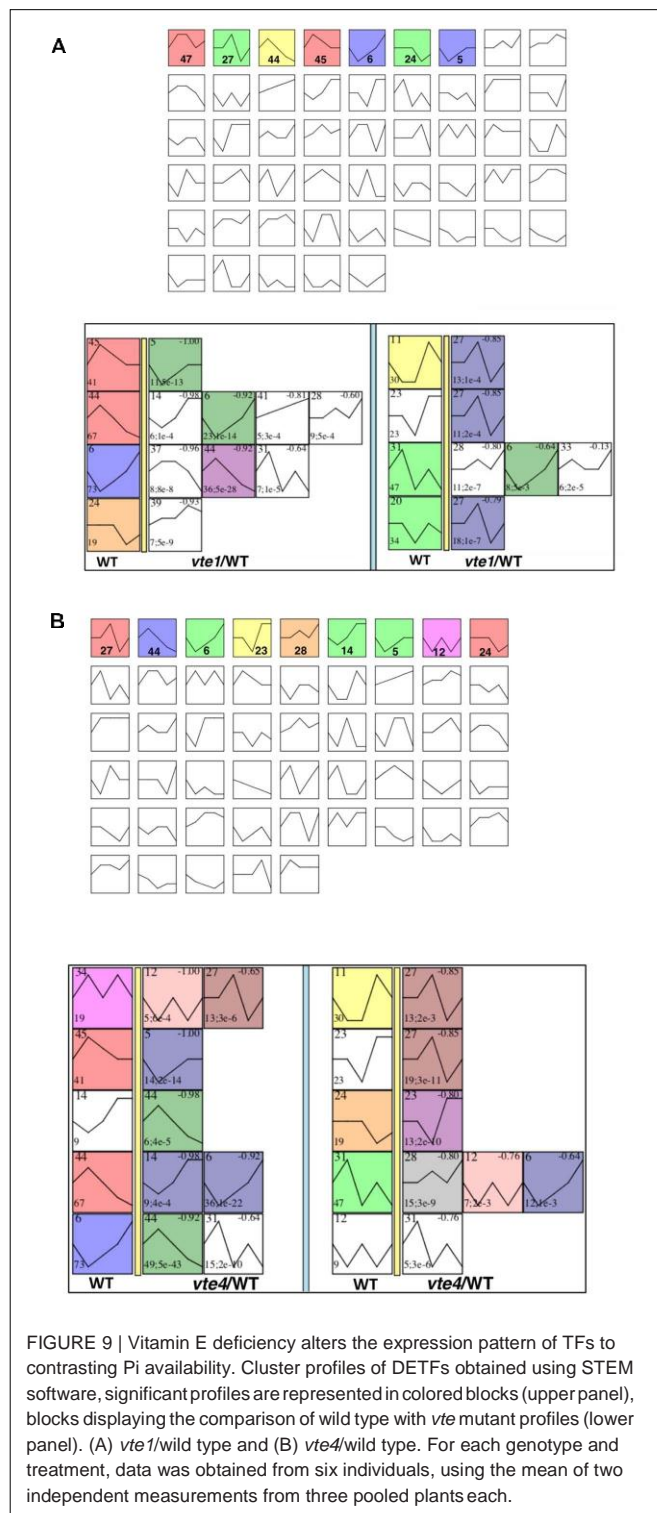 A
47 27 44 45 6 24 5
45 5 -1.00
41 11;5e-13
44 14 -0.98 6 -0.92 41 -0.81 28 -0.60
67 6;1e-4 23;1e-14 5;3e-4 9;5e-4
6 37 -0.96 44 -0.92 31 -0.64
73 8;8e-8 36;5e-28 7;1e-5
24 39 -0.93
19 7;5e-9
WT vte1/WT
11 27 -0.85
30 13;1e-4
23 27 -0.85
23 11;2e-4
31 28 -0.80 6 -0.64 33 -0.13
47 11;2e-7 8;5e-3 6;2e-5
20 27 -0.79
34 18;1e-7
WT vte1/WT
B
27 44 6 23 28 14 5 12 24
34 12 -1.00 27 -0.65
19 5;6e-4 13;3e-6
45 5 -1.00
41 14;2e-14
14 44 -0.98
9 6;4e-5
44 14 -0.98 6 -0.92
67 9;4e-4 36;1e-22
6 44 -0.92 31 -0.64
73 49;5e-43 15;2e-10
WT vte4/WT
11 27 -0.85
30 13;2e-3
23 27 -0.85
23 19;3e-11
24 23 -0.80
19 13;2e-10
31 28 -0.80 12 -0.76 6 -0.64
47 15;3e-9 7;2e-3 12;1e-3
12 31 -0.76
9 5;3e-6
WT vte4/WT
FIGURE 9 | Vitamin E deficiency alters the expression pattern of TFs to
contrasting Pi availability. Cluster profiles of DETFs obtained using STEM
software, significant profiles are represented in colored blocks (upper panel),
blocks displaying the comparison of wild type with vte mutant profiles (lower
panel). (A) vte1/wild type and (B) vte4/wild type. For each genotype and
treatment, data was obtained from six individuals, using the mean of two
independent measurements from three pooled plants each.